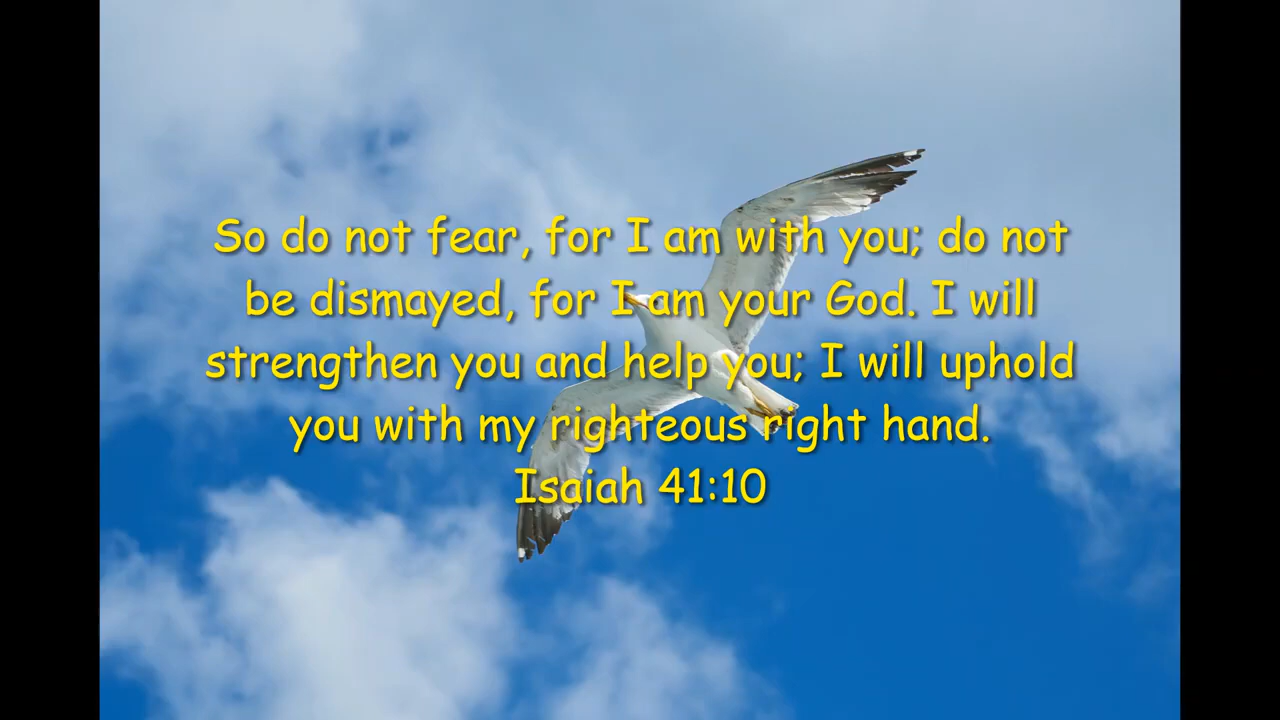 So do not fear, for I am with you; do not
be dismayed, for I am your God. I will
strengthen you and help you; I will uphold
you with my righteous right hand.
Isaiah 41:10